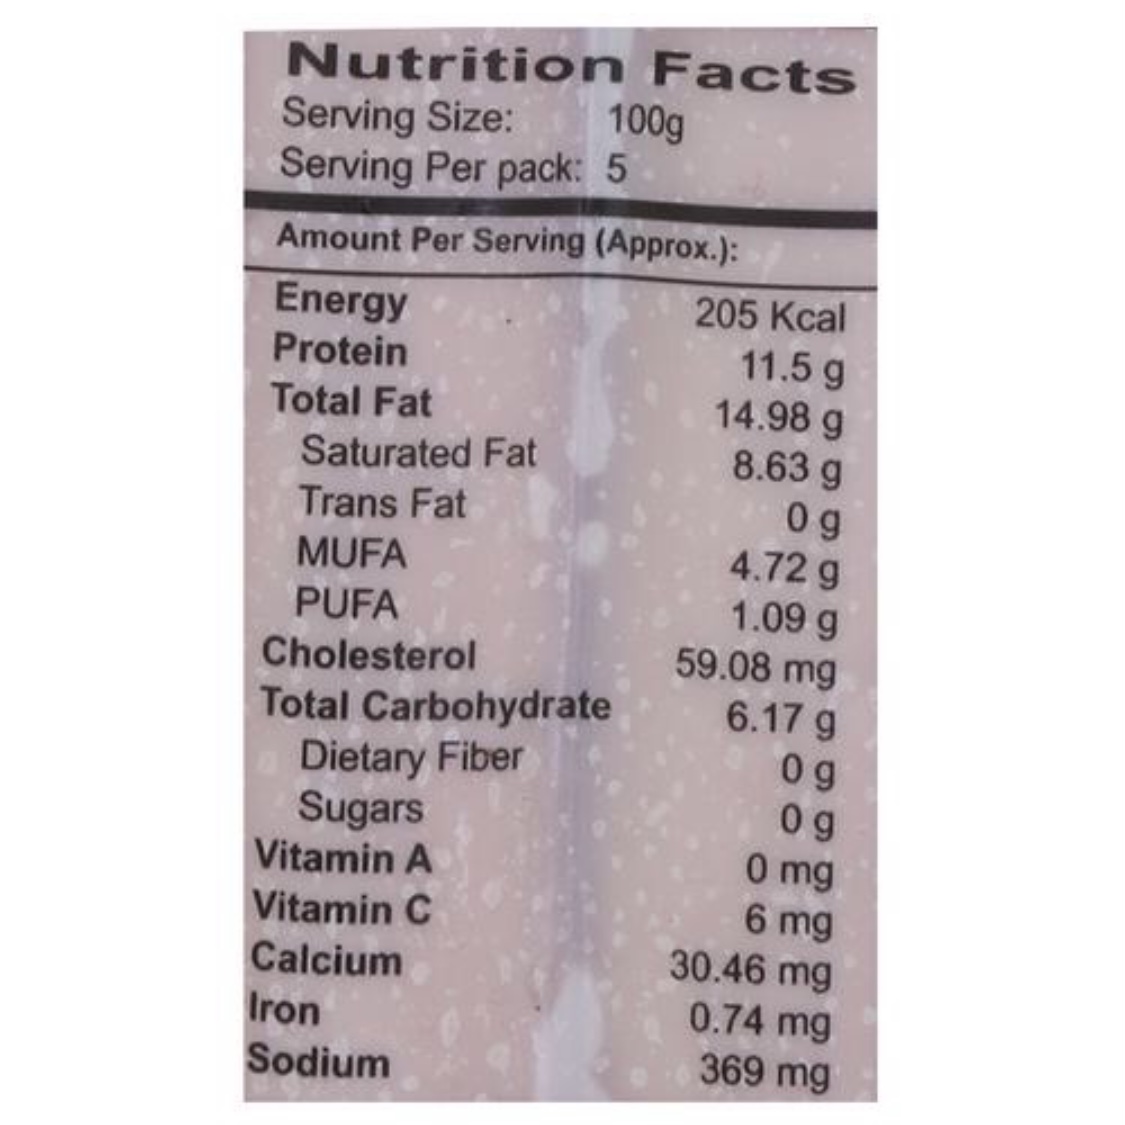 Nutrition Facts
Serving Size: 100g
Serving Per pack: 5
Amount Per Serving (Approx.):
Energy 205 Kcal
Protein 11.5 g
Total Fat 14.98 g
Saturated Fat 8.63 g
Trans Fat 0 g
MUFA 4.72 g
PUFA 1.09 g
Cholesterol 59.08 mg
Total Carbohydrate 6.17 g
Dietary Fiber 0 g
Sugars 0 g
Vitamin A 0 mg
Vitamin C 6 mg
Calcium 30.46 mg
Iron 0.74 mg
Sodium 369 mg